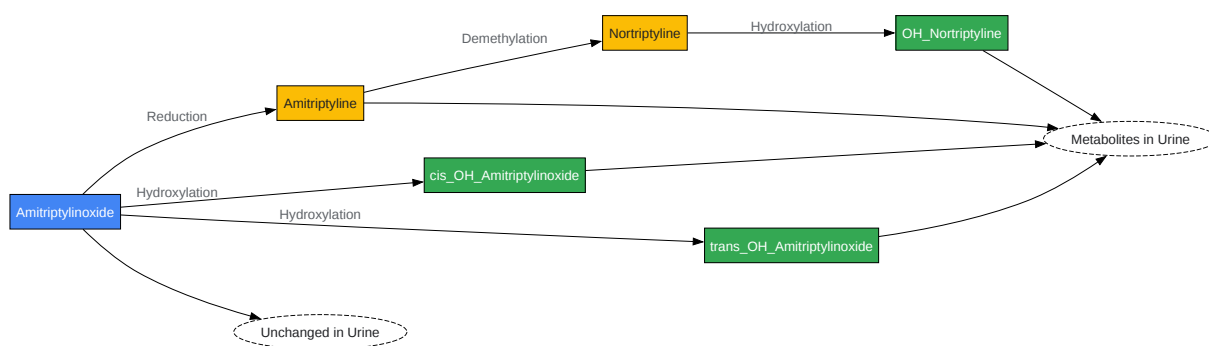 Nortriptyline
Hydroxylation
OH_Nortriptyline
Demethylation
Amitriptyline
Reduction
Metabolites in Urine
cis_OH_Amitriptylinoxide
Hydroxylation
Amitriptylinoxide
Hydroxylation
trans_OH_Amitriptylinoxide
Unchanged in Urine